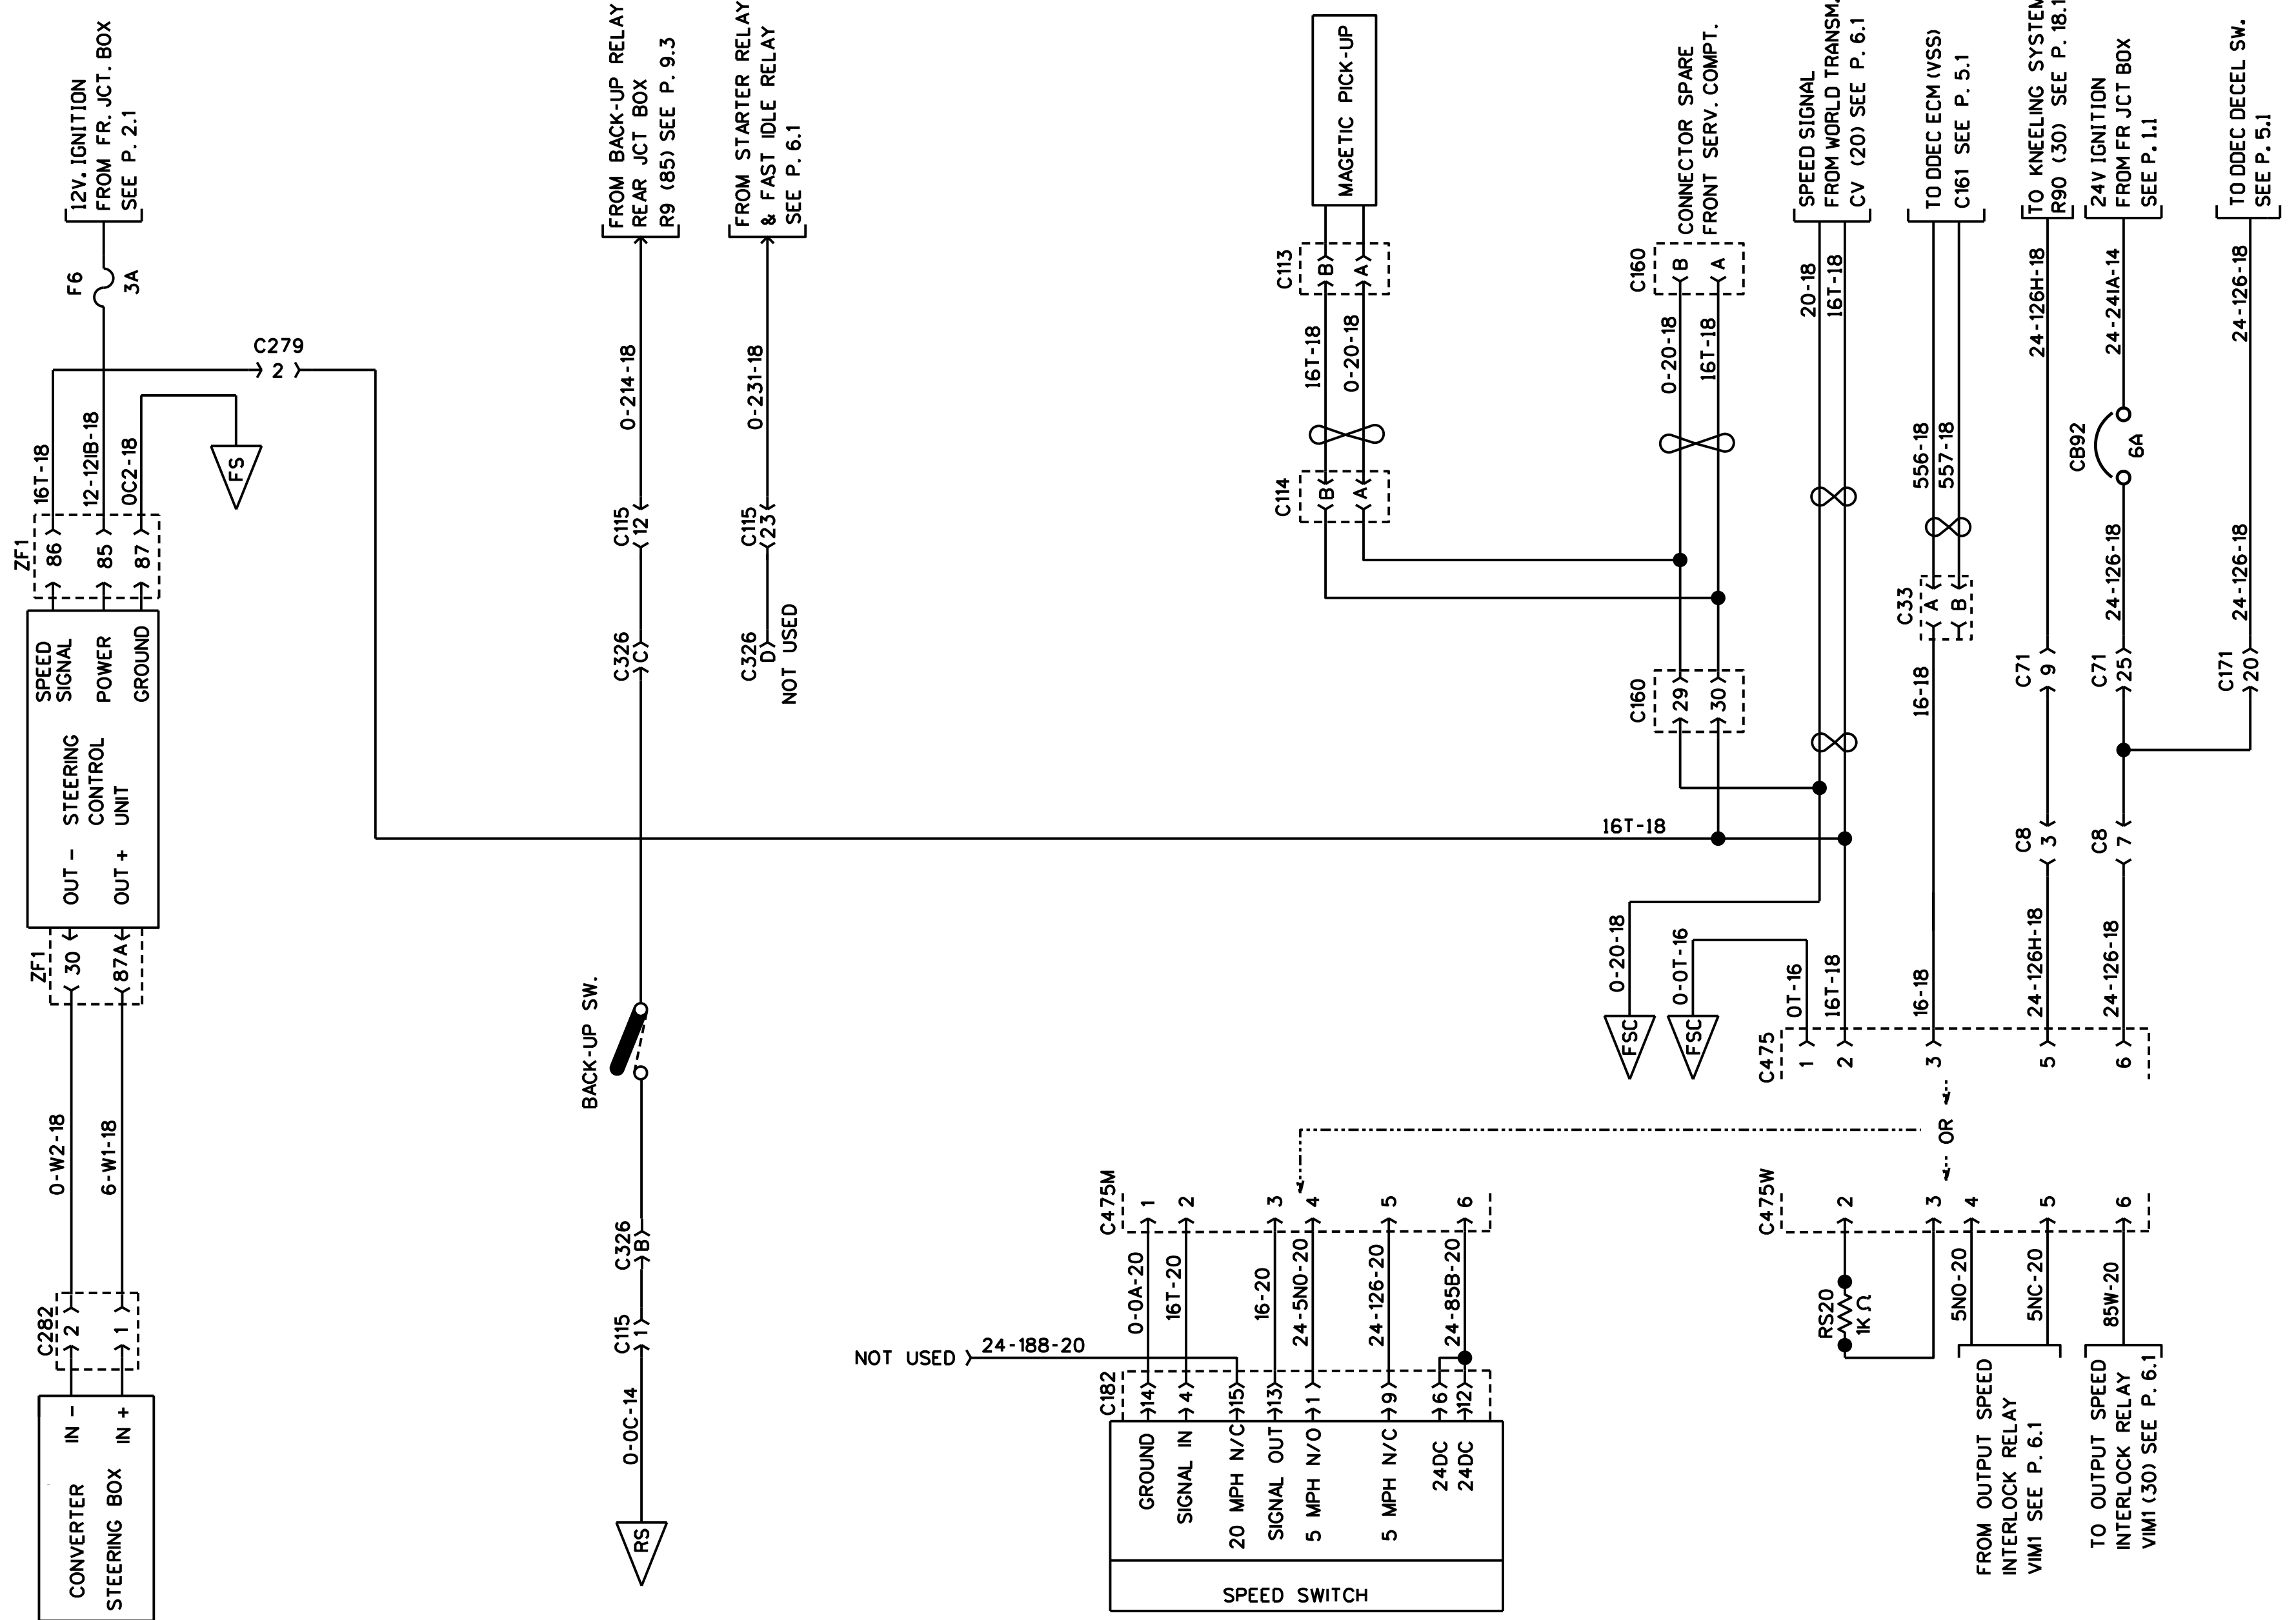 12V. IGNITION
FROM FR. JCT. BOX
SEE P. 2.1
F6
3A
C279
2
16T-18
12-12IB-18
0C2-18
FS
ZF1
86
85
87
SPEED
SIGNAL
POWER
GROUND
STEERING
CONTROL
UNIT
OUT -
OUT +
ZF1
30
87A
0-W2-18
6-W1-18
C282
2
1
IN -
IN +
CONVERTER
STEERING BOX
FROM BACK-UP RELAY
REAR JCT BOX
R9 (85) SEE P. 9.3
0-214-18
C115
12
C326
C
BACK-UP SW.
C326
B
C115
1
0-0C-14
RS
FROM STARTER RELAY
& FAST IDLE RELAY
SEE P. 6.1
0-231-18
C115
23
C326
D
NOT USED
MAGETIC PICK-UP
C113
B
A
16T-18
0-20-18
C114
B
A
CONNECTOR SPARE
FRONT SERV. COMPT.
C160
B
A
0-20-18
16T-18
C160
29
30
16T-18
SPEED SIGNAL
FROM WORLD TRANSM.
CV (20) SEE P. 6.1
20-18
16T-18
TO DDEC ECM (VSS)
C161 SEE P. 5.1
556-18
557-18
C33
A
B
16-18
TO KNEELING SYSTEM
R90 (30) SEE P. 18.1
24-126H-18
C71
9
C8
3
24V IGNITION
FROM FR JCT BOX
SEE P. 1.1
24-24IA-14
CB92
6A
24-126-18
C71
25
C8
7
TO DDEC DECEL SW.
SEE P. 5.1
24-126-18
24-126-18
C171
20
0-20-18
FSC
0-0T-16
FSC
0T-16
16T-18
16-18
24-126H-18
24-126-18
C475
1
2
3
5
6
OR
C475M
1
2
3
4
5
6
0-0A-20
16T-20
16-20
24-5NO-20
24-126-20
24-85B-20
NOT USED
24-188-20
C182
14
4
15
13
1
9
6
12
GROUND
SIGNAL IN
20 MPH N/C
SIGNAL OUT
5 MPH N/O
5 MPH N/C
24DC
24DC
SPEED SWITCH
C475W
2
3
4
5
6
RS20
1K Ω
5NO-20
5NC-20
85W-20
FROM OUTPUT SPEED
INTERLOCK RELAY
VIM1 SEE P. 6.1
TO OUTPUT SPEED
INTERLOCK RELAY
VIM1 (30) SEE P. 6.1